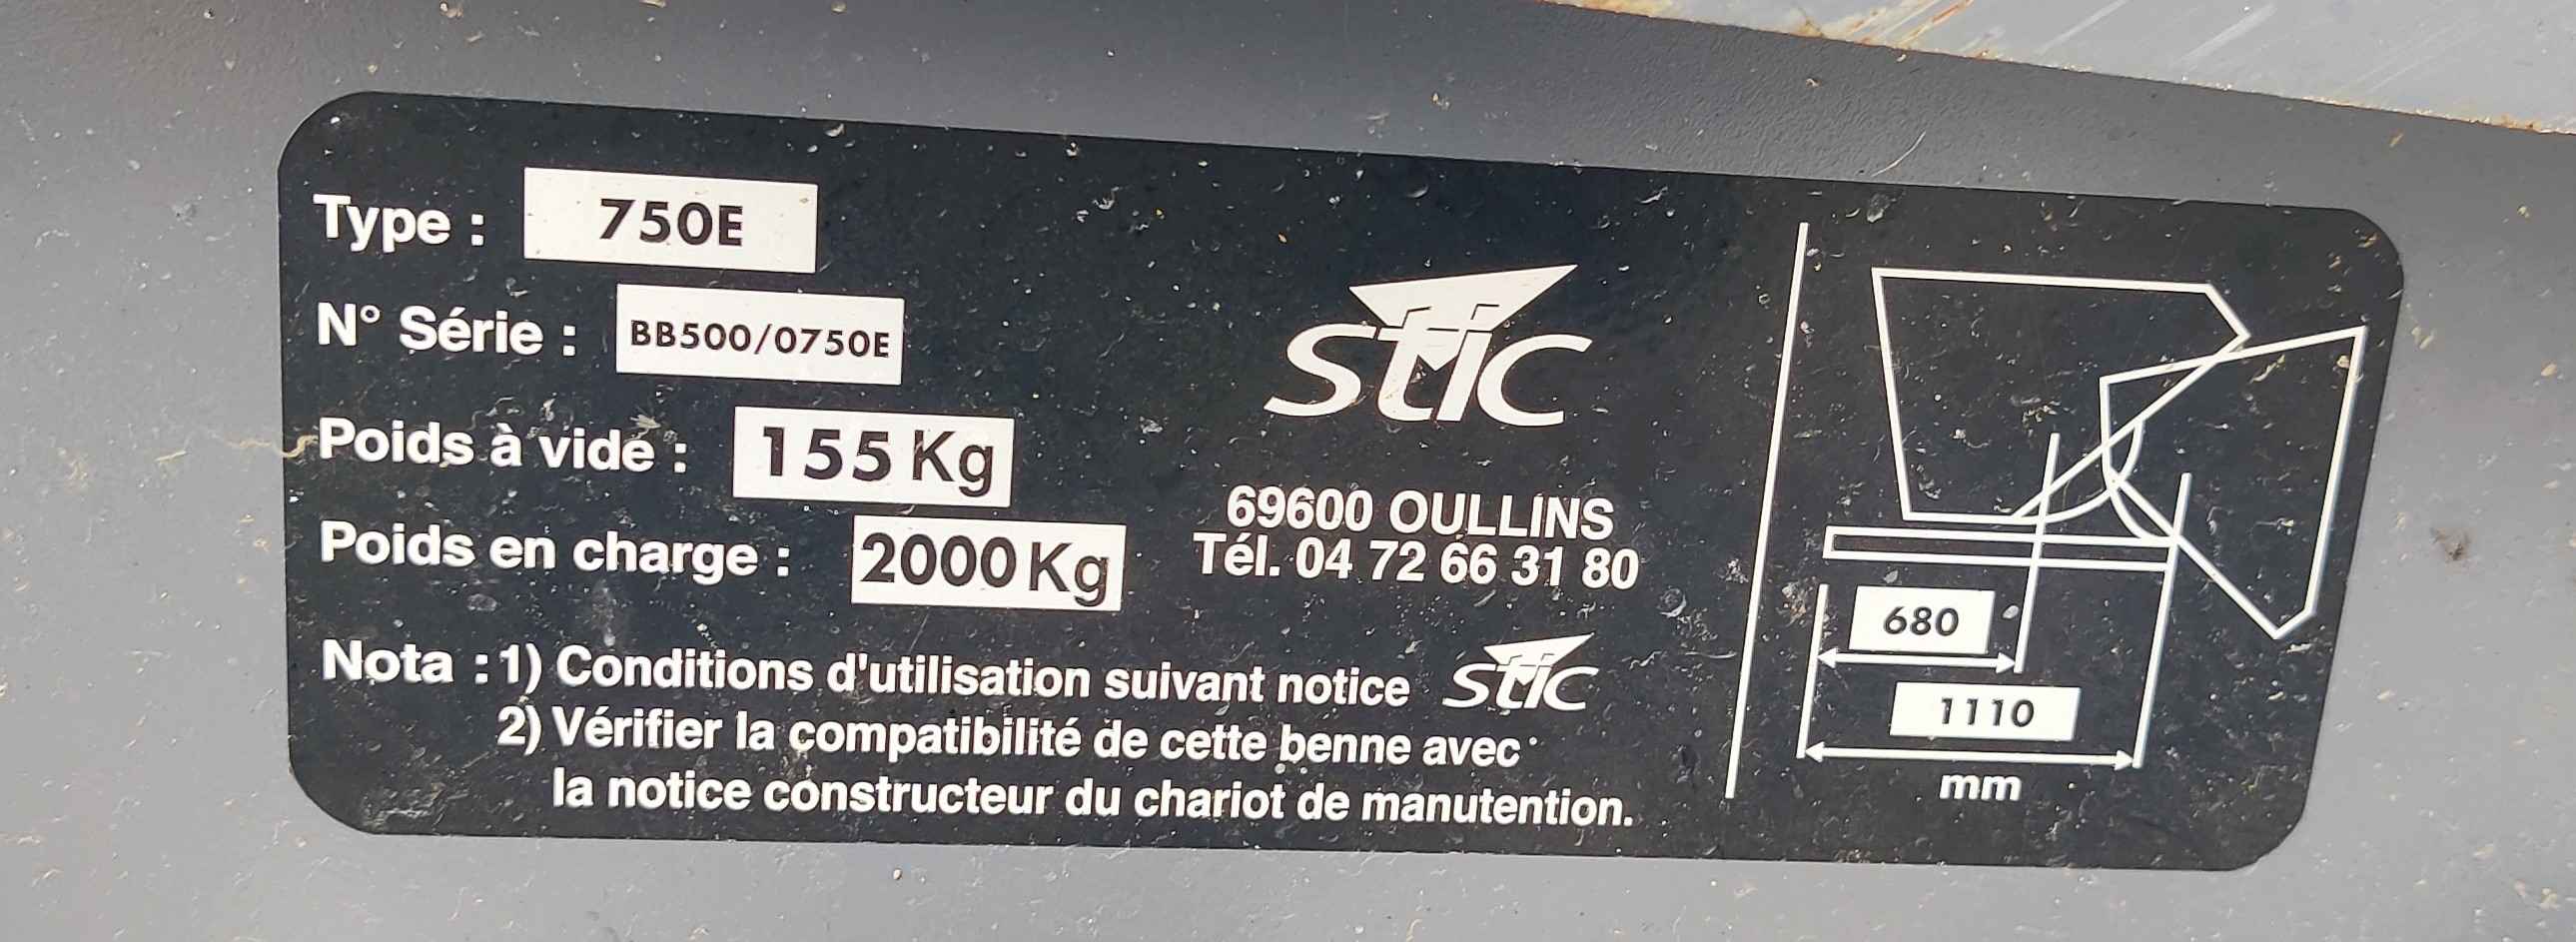 Type : 750E
N° Série : BB500/0750E
Poids à vide : 155 Kg
Poids en charge : 2000 Kg
Nota : 1) Conditions d'utilisation suivant notice STIC
2) Vérifier la compatibilité de cette benne avec
la notice constructeur du chariot de manutention.
STIC
69600 OULLINS
Tél. 04 72 66 31 80
680
1110
mm